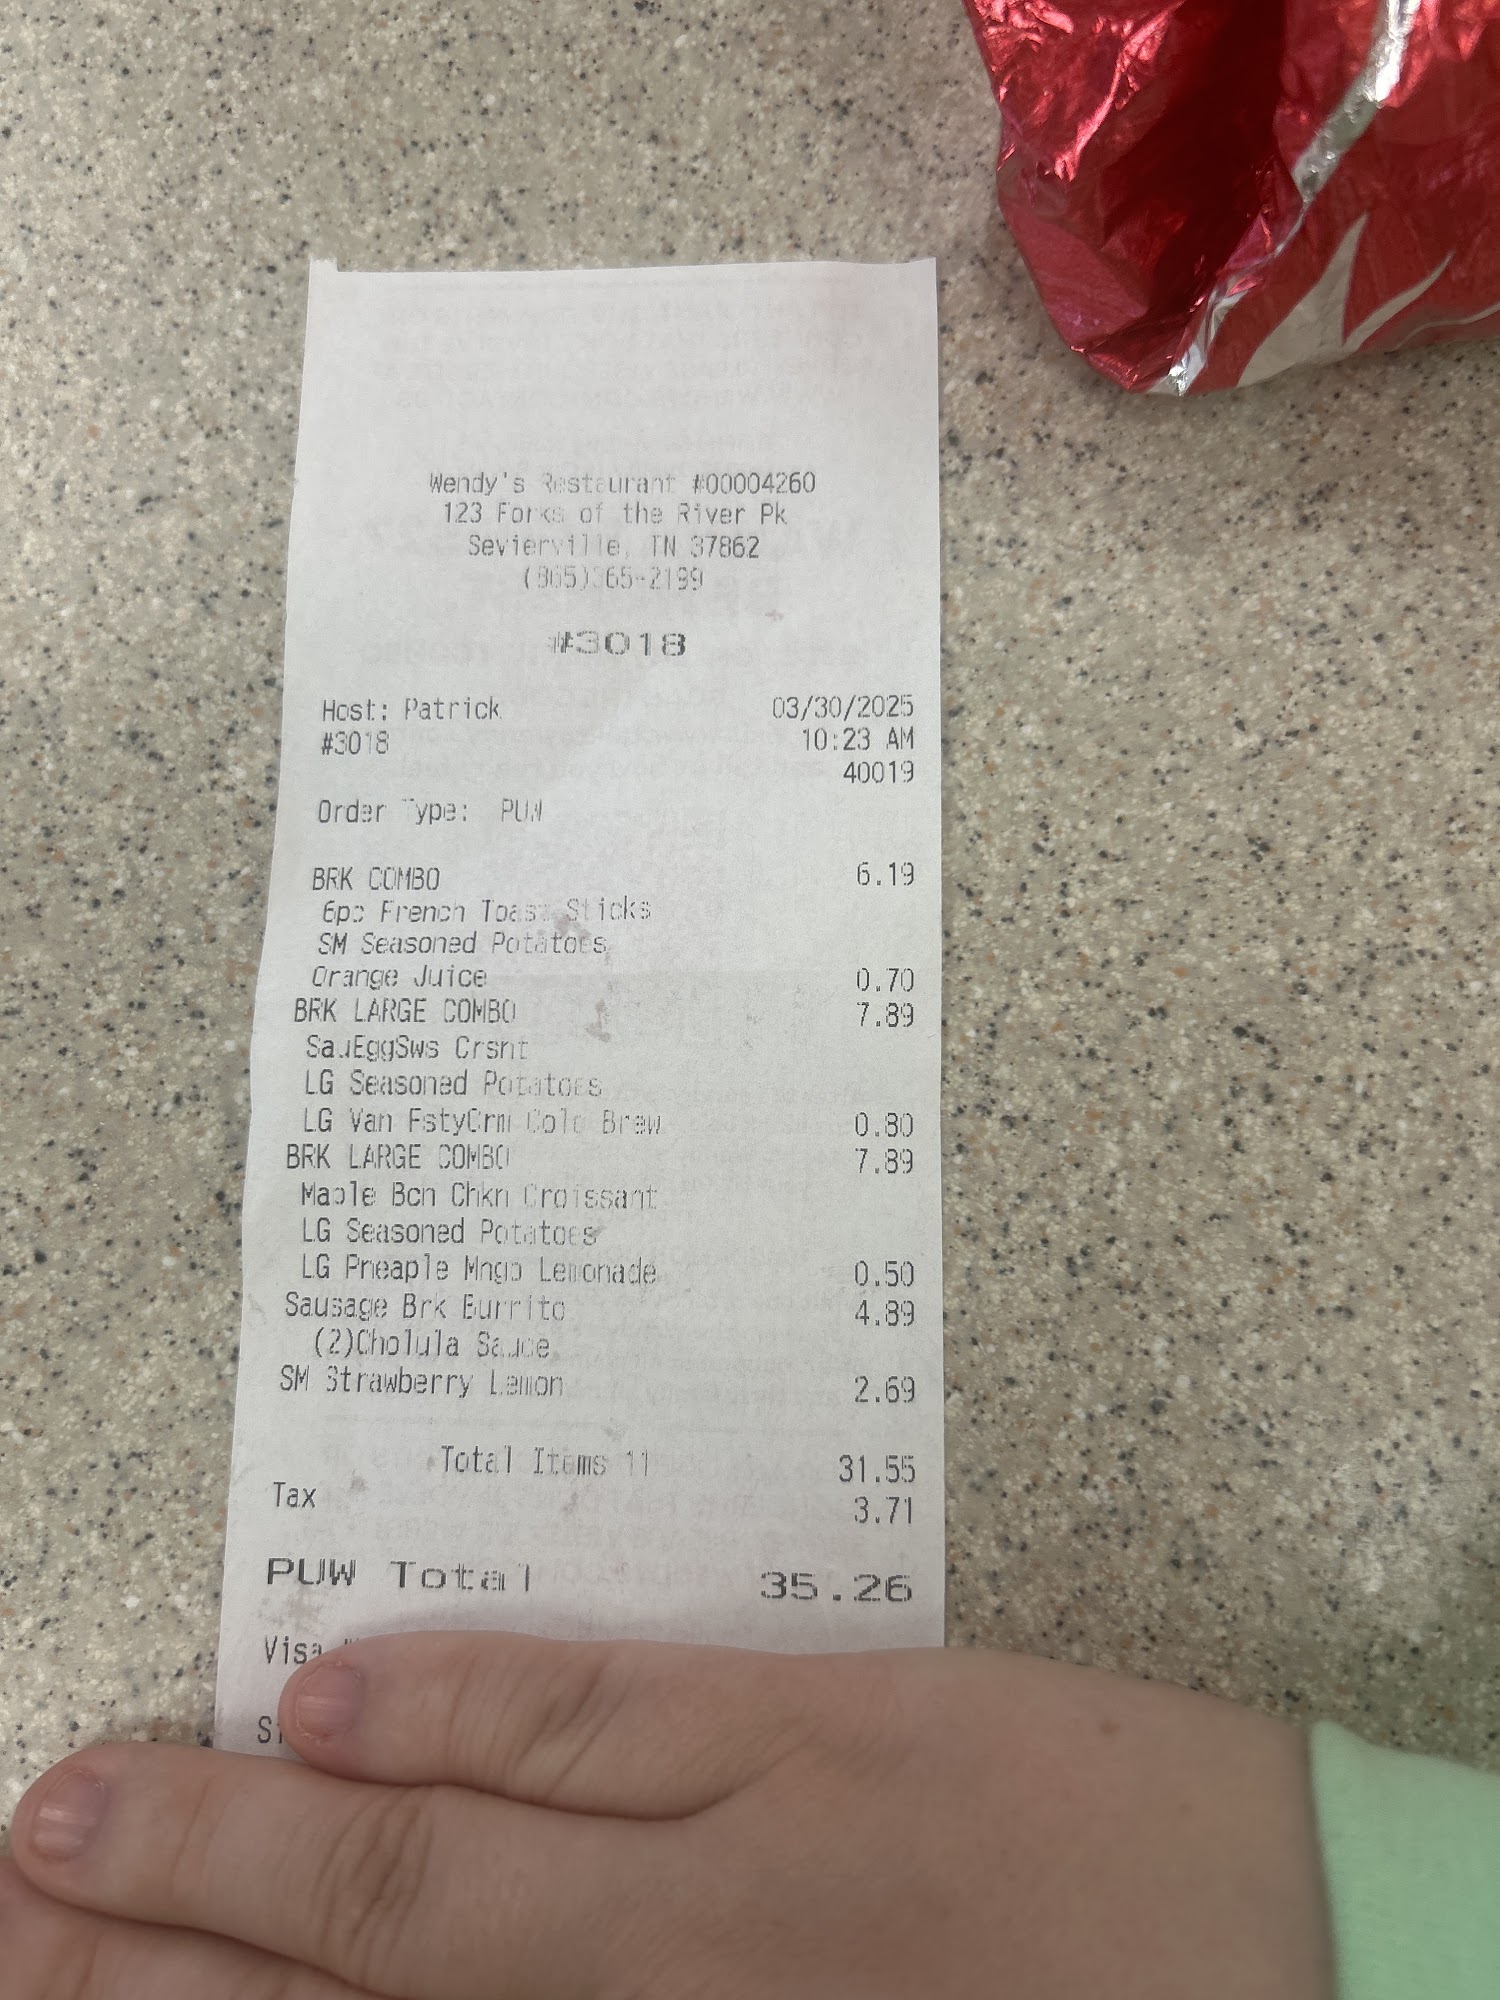 Wendy's Restaurant #00004260
123 Forks of the River Pk
Sevierville, TN 37862
(865)365-2199
#3018
Host: Patrick 03/30/2025
#3018 10:23 AM
40019
Order Type: PUW
BRK COMBO 6.19
6pc French Toast Sticks
SM Seasoned Potatoes
Orange Juice 0.70
BRK LARGE COMBO 7.89
SauEggSws Crsnt
LG Seasoned Potatoes
LG Van FstyCrm Cold Brew 0.80
BRK LARGE COMBO 7.89
Maple Bcn Chkn Croissant
LG Seasoned Potatoes
LG Pneaple Mngo Lemonade 0.50
Sausage Brk Burrito 4.89
(2)Cholula Sauce
SM Strawberry Lemon 2.69
Total Items 11 31.55
Tax 3.71
PUW Total 35.26
Visa